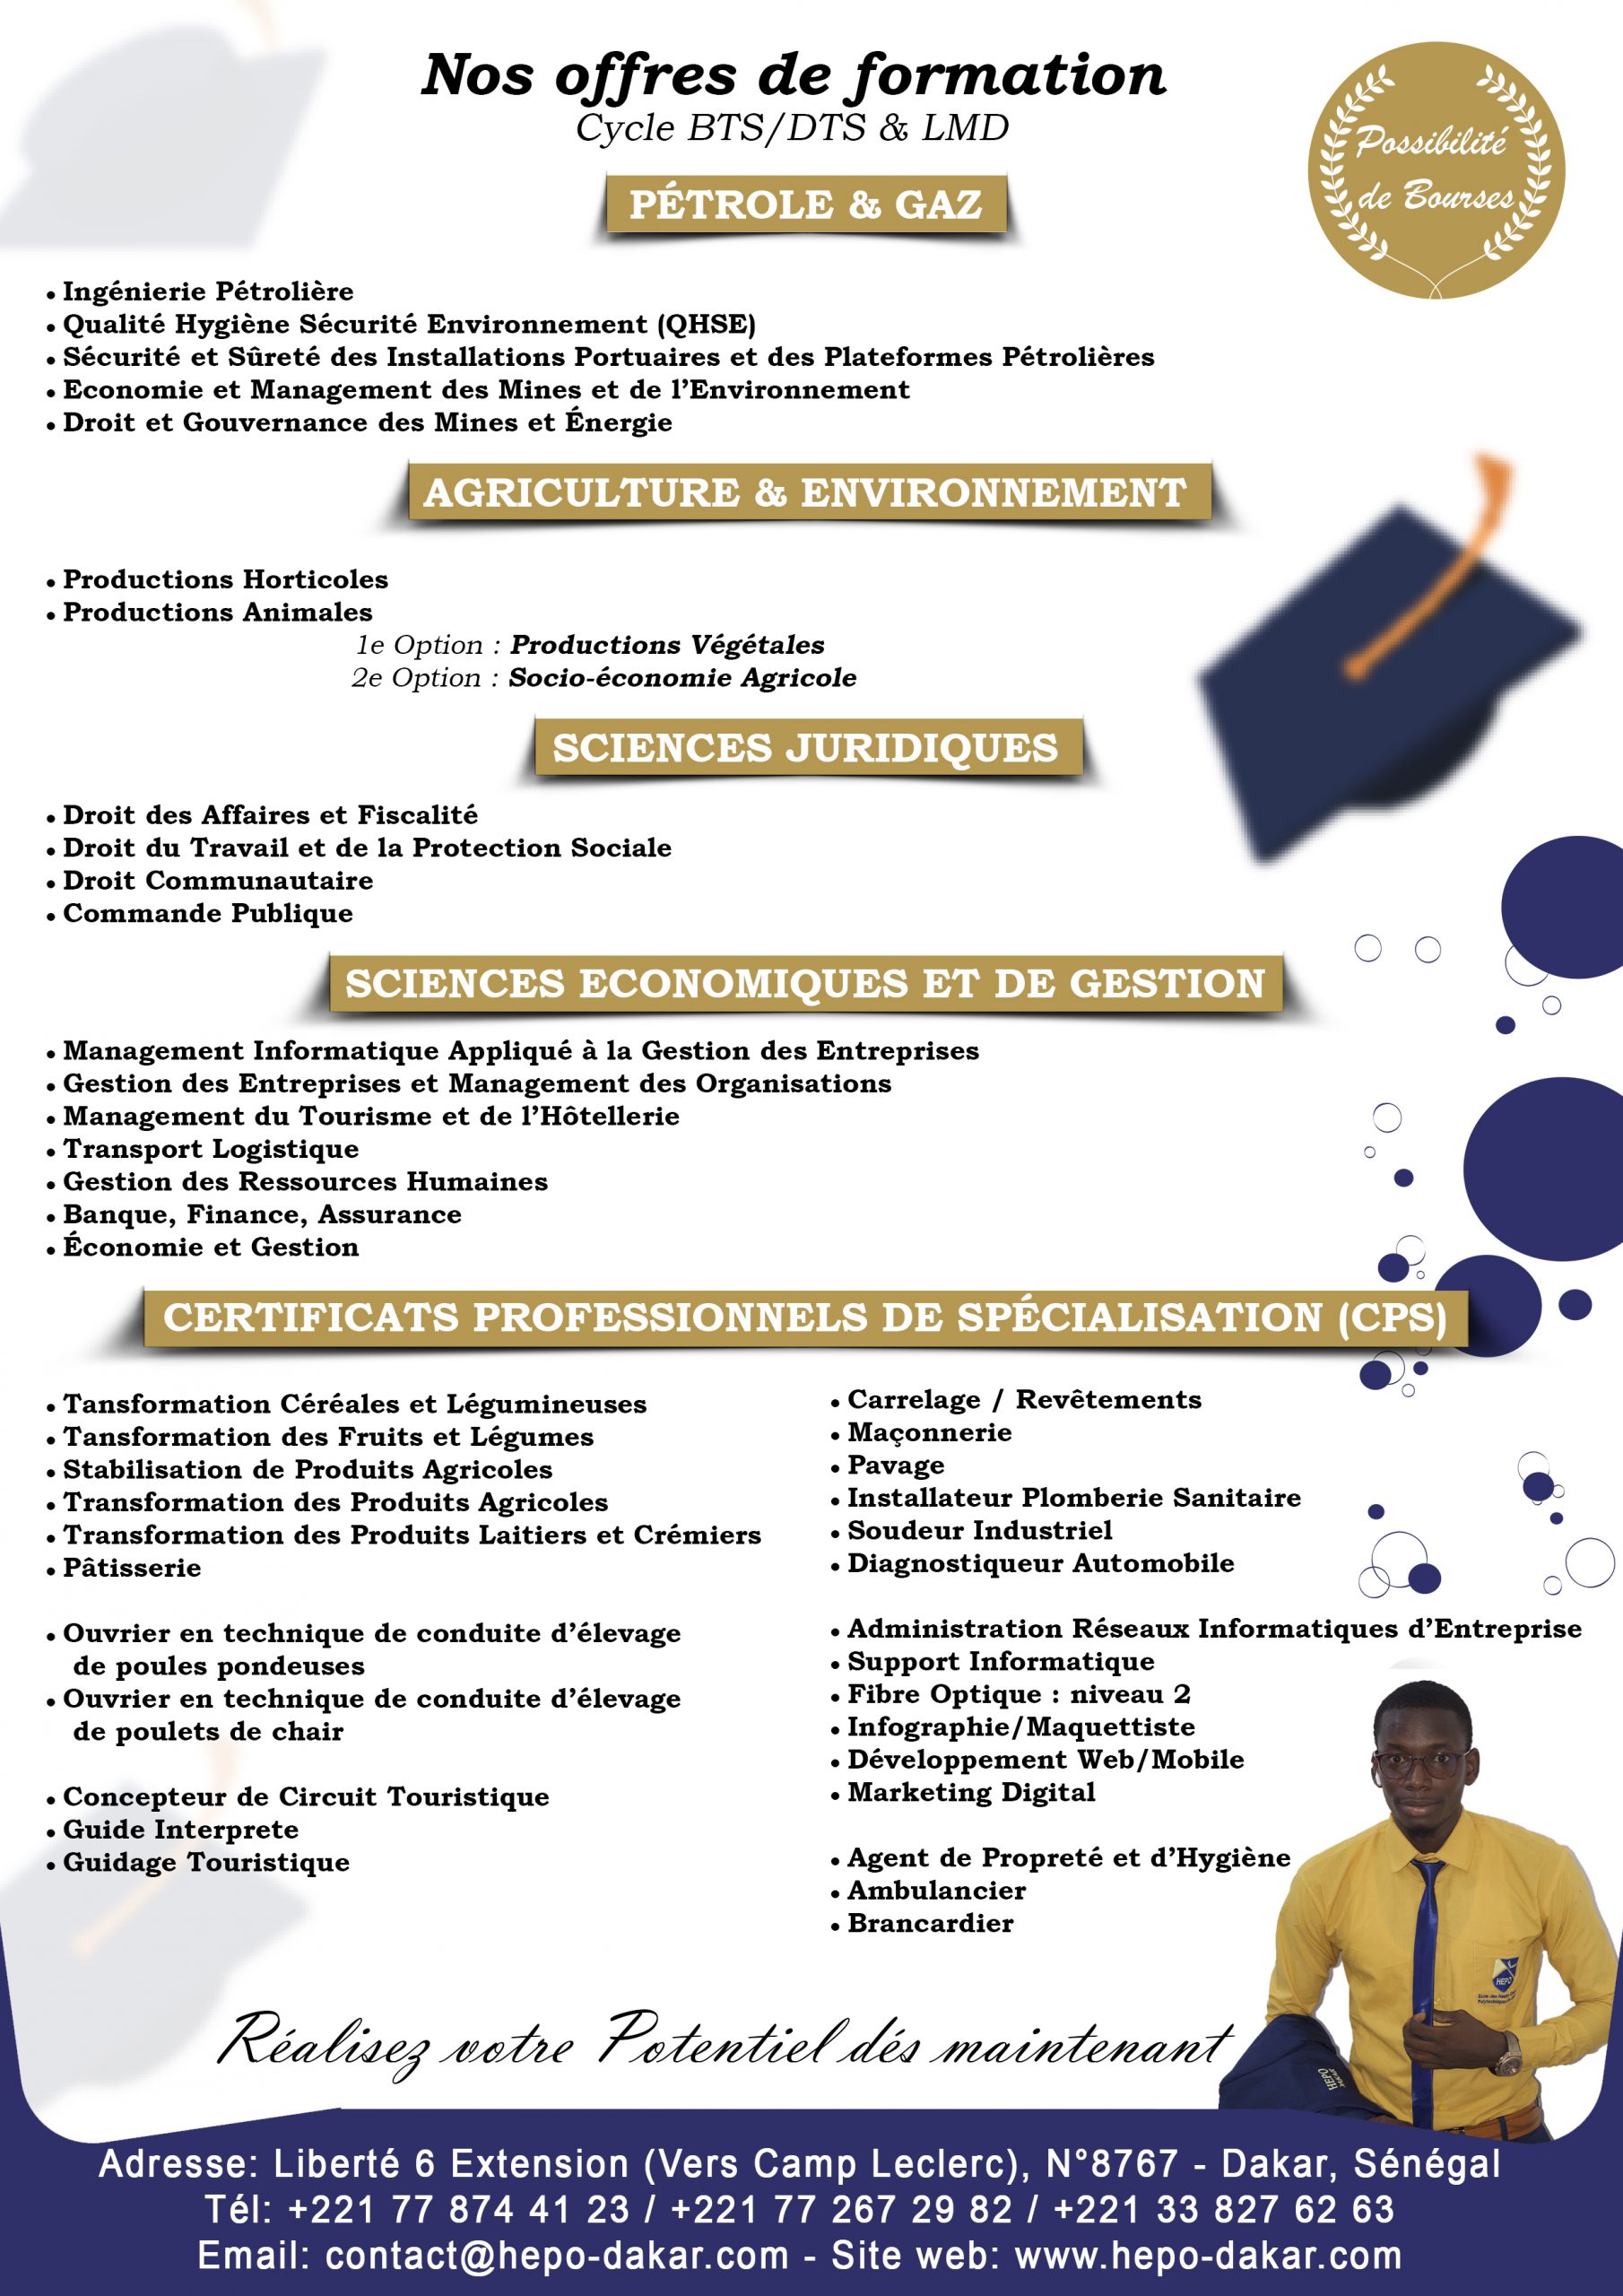 Nos offres de formation
Cycle BTS/DTS & LMD
Possibilité
de Bourses
PÉTROLE & GAZ
• Ingénierie Pétrolière
• Qualité Hygiène Sécurité Environnement (QHSE)
• Sécurité et Sûreté des Installations Portuaires et des Plateformes Pétrolières
• Economie et Management des Mines et de l'Environnement
• Droit et Gouvernance des Mines et Énergie
AGRICULTURE & ENVIRONNEMENT
• Productions Horticoles
• Productions Animales
1e Option : Productions Végétales
2e Option : Socio-économie Agricole
SCIENCES JURIDIQUES
• Droit des Affaires et Fiscalité
• Droit du Travail et de la Protection Sociale
• Droit Communautaire
• Commande Publique
SCIENCES ECONOMIQUES ET DE GESTION
• Management Informatique Appliqué à la Gestion des Entreprises
• Gestion des Entreprises et Management des Organisations
• Management du Tourisme et de l'Hôtellerie
• Transport Logistique
• Gestion des Ressources Humaines
• Banque, Finance, Assurance
• Économie et Gestion
CERTIFICATS PROFESSIONNELS DE SPÉCIALISATION (CPS)
• Tansformation Céréales et Légumineuses
• Tansformation des Fruits et Légumes
• Stabilisation de Produits Agricoles
• Transformation des Produits Agricoles
• Transformation des Produits Laitiers et Crémiers
• Pâtisserie
• Ouvrier en technique de conduite d'élevage
de poules pondeuses
• Ouvrier en technique de conduite d'élevage
de poulets de chair
• Concepteur de Circuit Touristique
• Guide Interprete
• Guidage Touristique
• Carrelage / Revêtements
• Maçonnerie
• Pavage
• Installateur Plomberie Sanitaire
• Soudeur Industriel
• Diagnostiqueur Automobile
• Administration Réseaux Informatiques d'Entreprise
• Support Informatique
• Fibre Optique : niveau 2
• Infographie/Maquettiste
• Développement Web/Mobile
• Marketing Digital
• Agent de Propreté et d'Hygiène
• Ambulancier
• Brancardier
HEPO
HEPO
Réalisez votre Potentiel dés maintenant
Adresse: Liberté 6 Extension (Vers Camp Leclerc), N°8767 - Dakar, Sénégal
Tél: +221 77 874 41 23 / +221 77 267 29 82 / +221 33 827 62 63
Email: contact@hepo-dakar.com - Site web: www.hepo-dakar.com